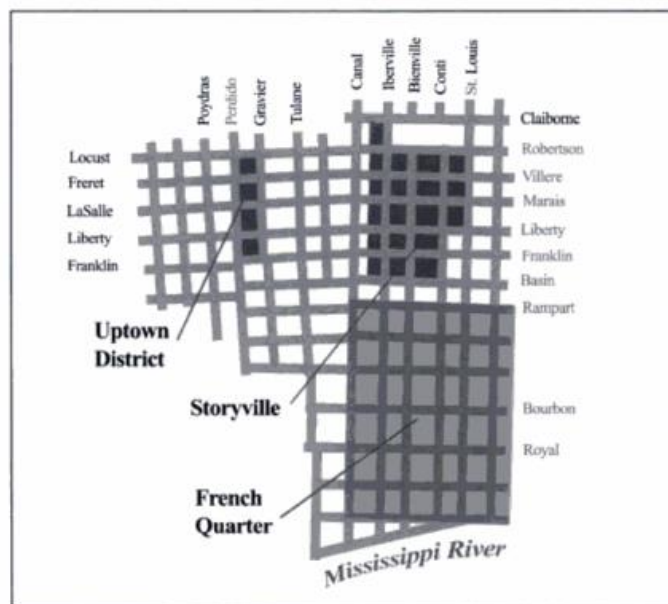 Poydras
Perdido
Gravier
Tulane
Canal
Iberville
Bienville
Conti
St. Louis
Claiborne
Locust
Robertson
Freret
Villere
LaSalle
Marais
Liberty
Liberty
Franklin
Franklin
Basin
Rampart
Uptown
District
Storyville
Bourbon
Royal
French
Quarter
Mississippi River